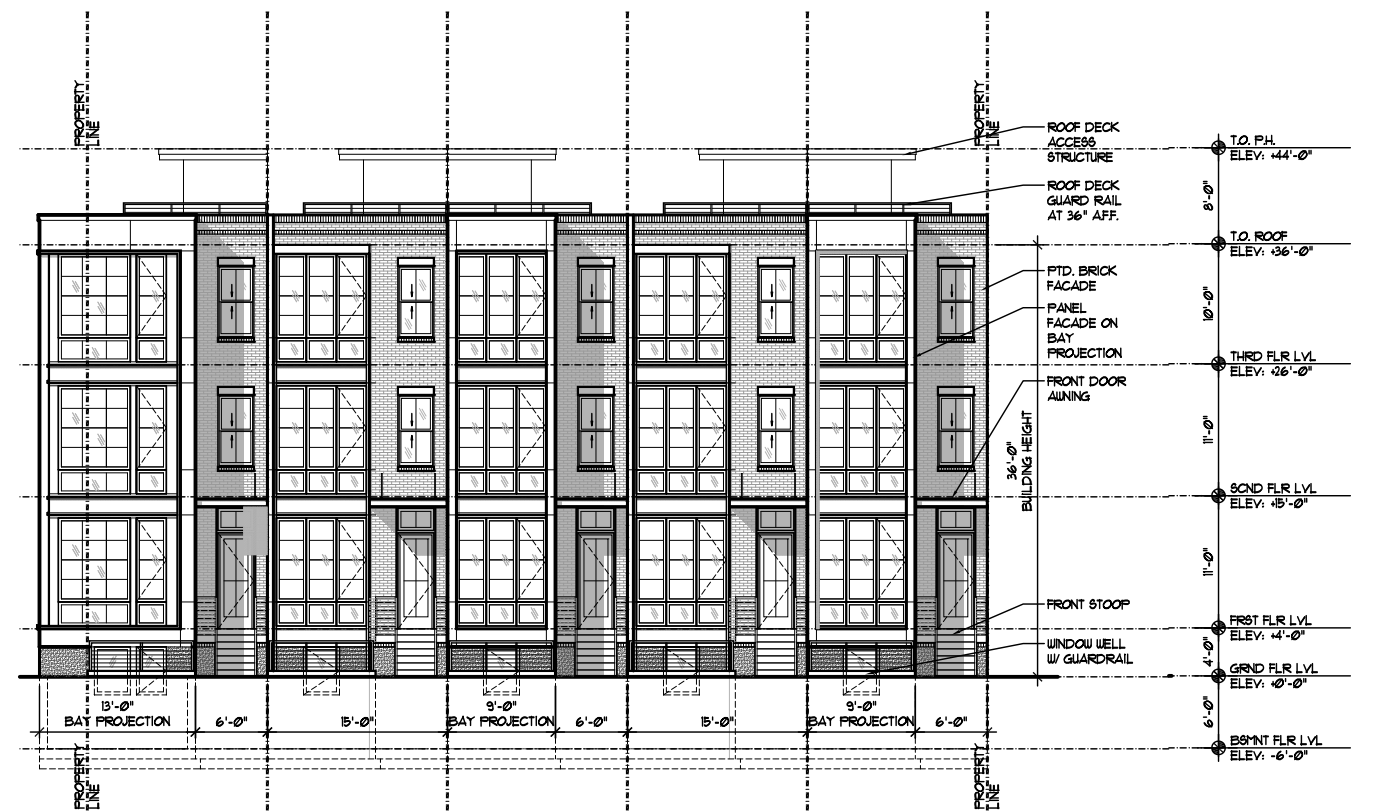 PROPERTY
LINE
PROPERTY
LINE
ROOF DECK
ACCESS
STRUCTURE
ROOF DECK
GUARD RAIL
AT 36" A.F.F.
PTD. BRICK
FACADE
PANEL
FACADE ON
BAY
PROJECTION
FRONT DOOR
AWNING
36'-0"
BUILDING HEIGHT
FRONT STOOP
WINDOW WELL
W/ GUARDRAIL
T.O. P.H.
ELEV: +44'-0"
8'-0"
T.O. ROOF
ELEV: +36'-0"
10'-0"
THRD FLR LVL
ELEV: +26'-0"
11'-0"
SCND FLR LVL
ELEV: +15'-0"
11'-0"
FRST FLR LVL
ELEV: +4'-0"
4'-0"
GRND FLR LVL
ELEV: +0'-0"
6'-0"
BSMNT FLR LVL
ELEV: -6'-0"
13'-0"
BAY PROJECTION
6'-0"
15'-0"
9'-0"
BAY PROJECTION
6'-0"
15'-0"
9'-0"
BAY PROJECTION
6'-0"
PROPERTY
LINE
PROPERTY
LINE